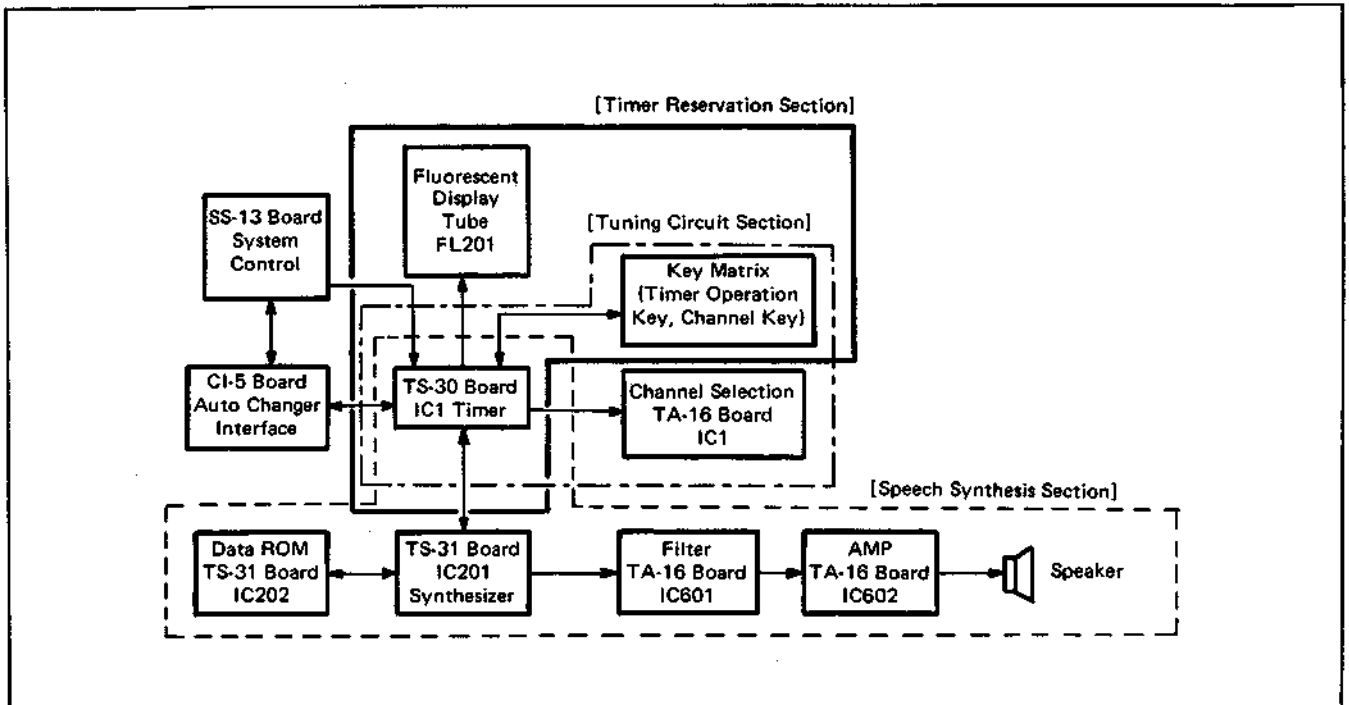 [Timer Reservation Section]
Fluorescent
Display
Tube
FL201
SS-13 Board
System
Control
[Tuning Circuit Section]
Key Matrix
(Timer Operation
Key, Channel Key)
CI-5 Board
Auto Changer
Interface
TS-30 Board
IC1 Timer
Channel Selection
TA-16 Board
IC1
[Speech Synthesis Section]
Data ROM
TS-31 Board
IC202
TS-31 Board
IC201
Synthesizer
Filter
TA-16 Board
IC601
AMP
TA-16 Board
IC602
Speaker